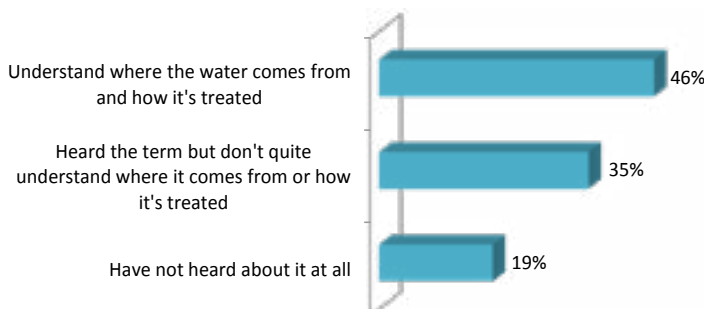 Understand where the water comes from
and how it's treated
46%
Heard the term but don't quite
understand where it comes from or how
it's treated
35%
Have not heard about it at all
19%